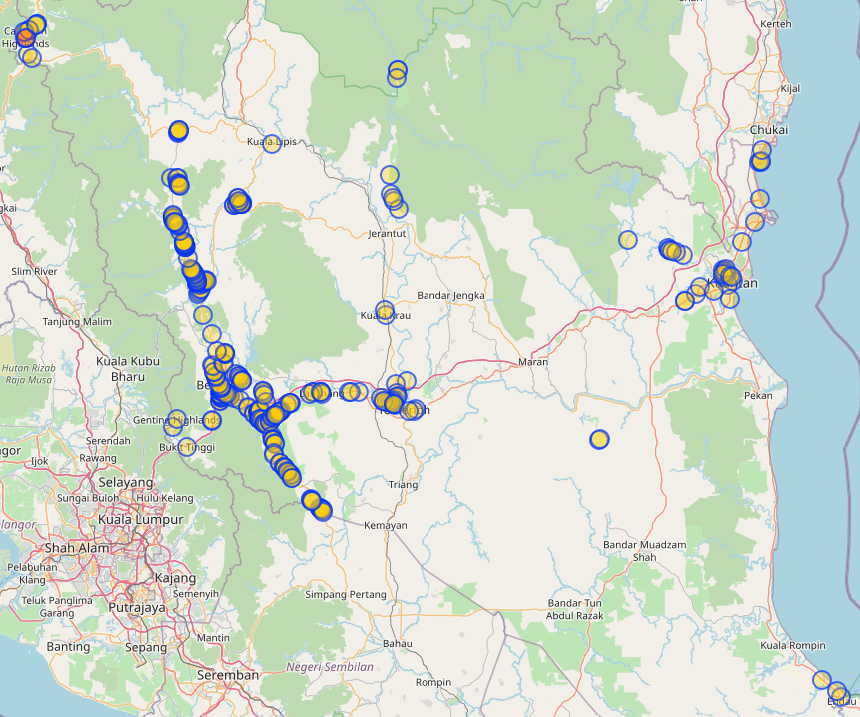 Kerteh
Highlands
Kijal
Chukai
Kuala Lipis
Jerantut
Slim River
Bandar Jengka
Kuala Krau
Tanjung Malim
Kuala Kubu
Bharu
Hutan Rizab
Raja Musa
Maran
Pekan
Genting Highlands
Serendah
Bukit Tinggi
Ijok
Rawang
Selayang
Sungai Buloh
Hulu Kelang
Triang
Kuala Lumpur
Kemayan
Shah Alam
Bandar Muadzam
Shah
Pelabuhan
Klang
Kajang
Semenyih
Teluk Panglima
Garang
Putrajaya
Simpang Pertang
Bandar Tun
Abdul Razak
Mantin
Banting
Sepang
Bahau
Kuala Rompin
Negeri Sembilan
Seremban
Rompin